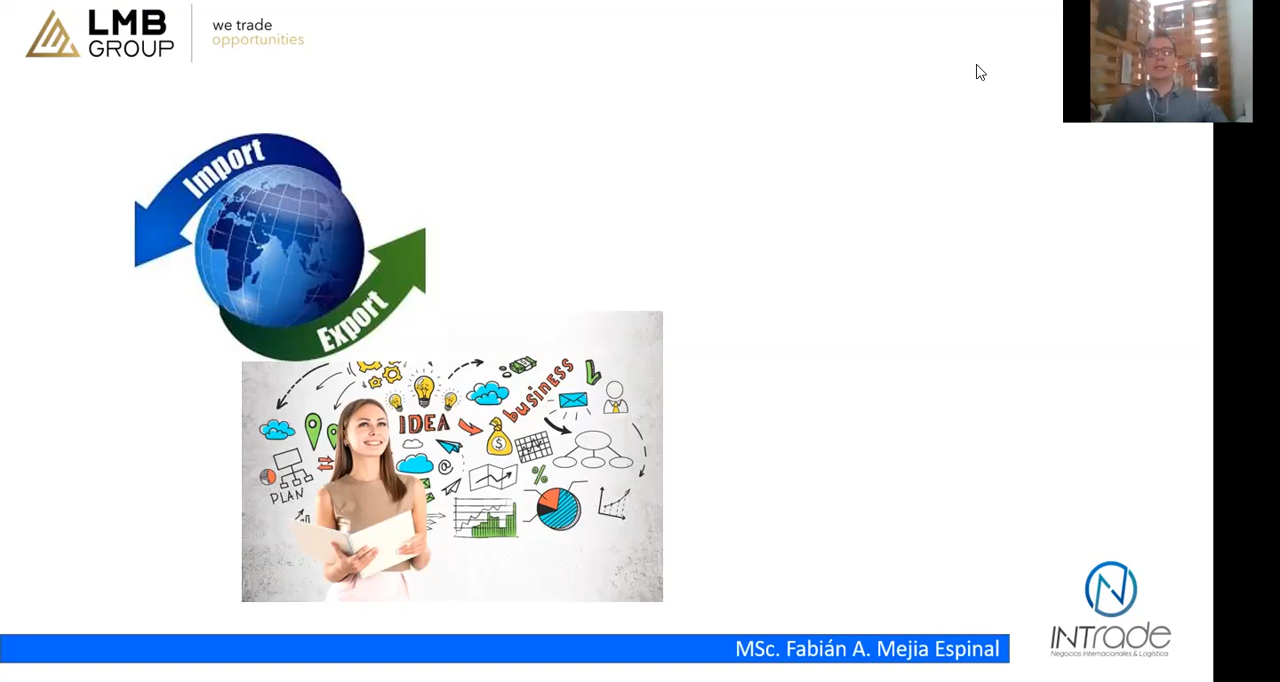 LMB
GROUP
we trade
opportunities
Import
Export
IDEA
business
$
@
%
PLAN
MSc. Fabián A. Mejia Espinal
INTrade
Negocios Internacionales & Logística